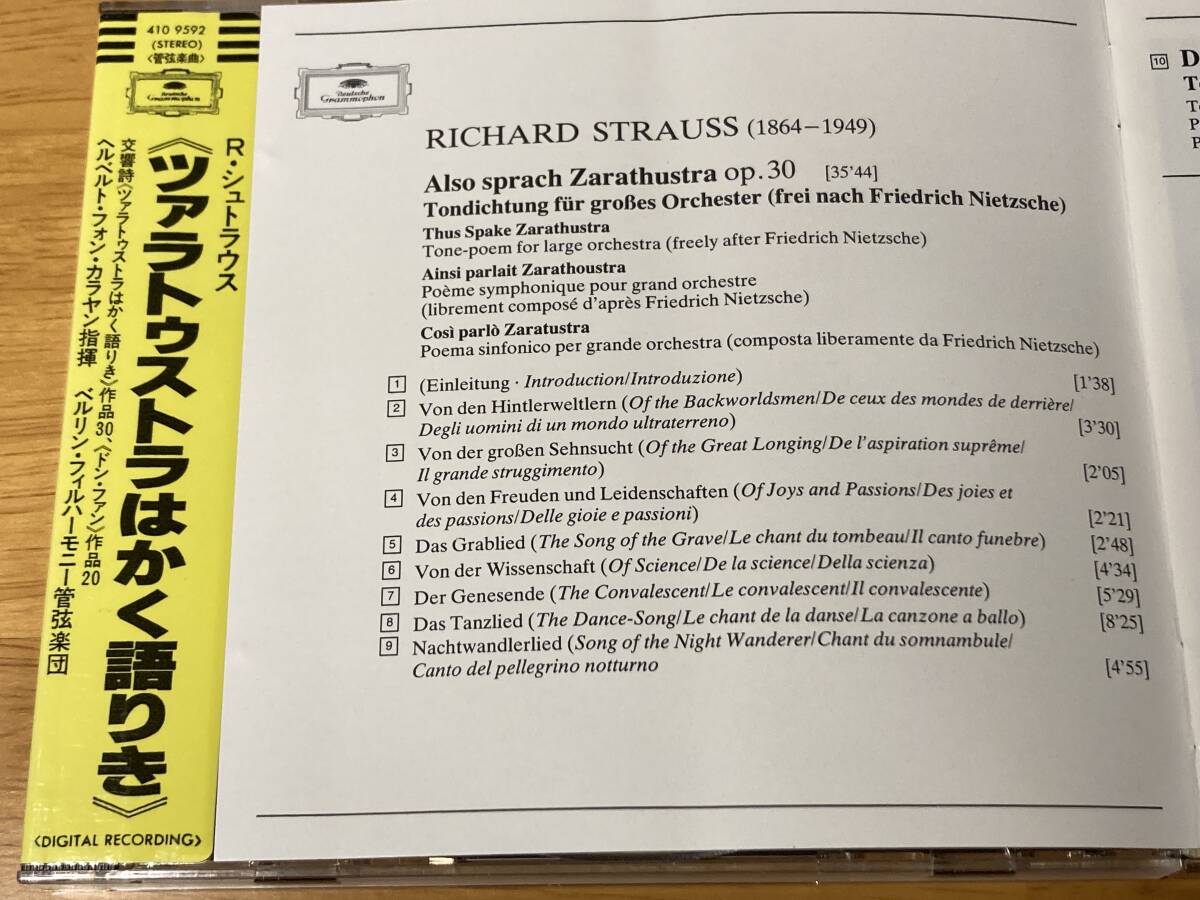 410 9592
(STEREO)
〈管弦楽曲〉
Deutsche
Grammophon
R・シュトラウス
《ツァラトゥストラはかく語りき》
交響詩《ツァラトゥストラはかく語りき》作品30、《ドン・ファン》作品20
ヘルベルト・フォン・カラヤン指揮 ベルリン・フィルハーモニー管弦楽団
〈DIGITAL RECORDING〉
Deutsche
Grammophon
RICHARD STRAUSS (1864–1949)
Also sprach Zarathustra op. 30 [35'44]
Tondichtung für großes Orchester (frei nach Friedrich Nietzsche)
Thus Spake Zarathustra
Tone-poem for large orchestra (freely after Friedrich Nietzsche)
Ainsi parlait Zarathoustra
Poème symphonique pour grand orchestre
(librement composé d'après Friedrich Nietzsche)
Così parlò Zaratustra
Poema sinfonico per grande orchestra (composta liberamente da Friedrich Nietzsche)
1 (Einleitung · Introduction/Introduzione) [1'38]
2 Von den Hintlerweltlern (Of the Backworldsmen/De ceux des mondes de derrière/
Degli uomini di un mondo ultraterreno) [3'30]
3 Von der großen Sehnsucht (Of the Great Longing/De l'aspiration suprême/
Il grande struggimento) [2'05]
4 Von den Freuden und Leidenschaften (Of Joys and Passions/Des joies et
des passions/Delle gioie e passioni) [2'21]
5 Das Grablied (The Song of the Grave/Le chant du tombeau/Il canto funebre) [2'48]
6 Von der Wissenschaft (Of Science/De la science/Della scienza) [4'34]
7 Der Genesende (The Convalescent/Le convalescent/Il convalescente) [5'29]
8 Das Tanzlied (The Dance-Song/Le chant de la danse/La canzone a ballo) [8'25]
9 Nachtwandlerlied (Song of the Night Wanderer/Chant du somnambule/
Canto del pellegrino notturno [4'55]
10 D